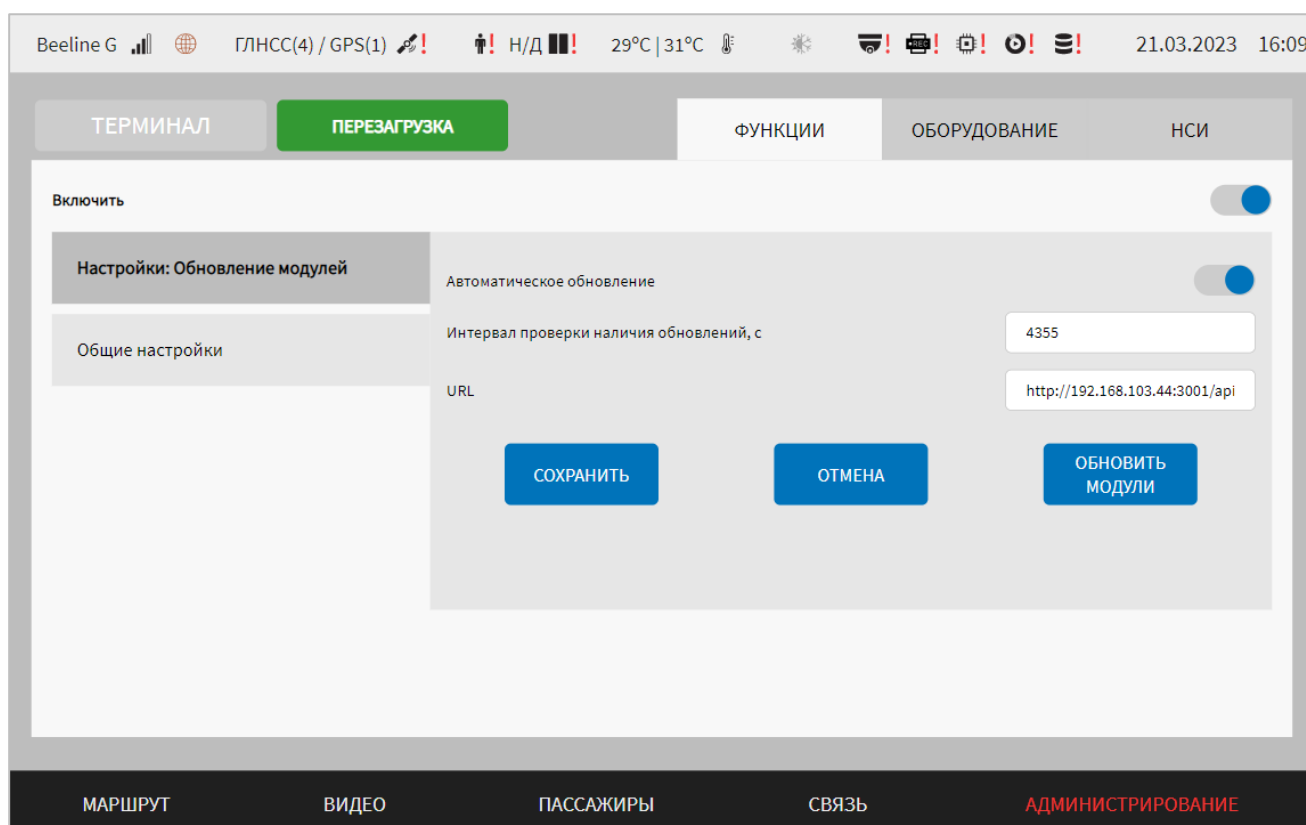 Beeline G ГЛНСС(4) / GPS(1) ! ! Н/Д ! 29°C | 31°C ! REC ! ! ! ! 21.03.2023 16:09
ТЕРМИНАЛ ПЕРЕЗАГРУЗКА ФУНКЦИИ ОБОРУДОВАНИЕ НСИ
Включить
Настройки: Обновление модулей
Автоматическое обновление
Интервал проверки наличия обновлений, с 4355
Общие настройки
URL http://192.168.103.44:3001/api
СОХРАНИТЬ ОТМЕНА ОБНОВИТЬ
МОДУЛИ
МАРШРУТ ВИДЕО ПАССАЖИРЫ СВЯЗЬ АДМИНИСТРИРОВАНИЕ